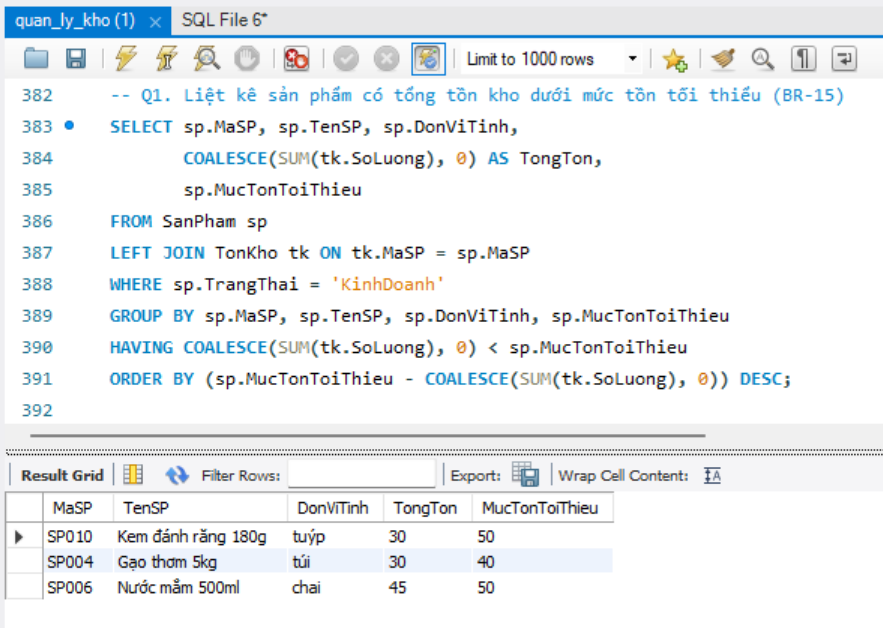 quan_ly_kho (1) × SQL File 6*
Limit to 1000 rows
382 -- Q1. Liệt kê sản phẩm có tổng tồn kho dưới mức tồn tối thiểu (BR-15)
383 SELECT sp.MaSP, sp.TenSP, sp.DonViTinh,
384 COALESCE(SUM(tk.SoLuong), 0) AS TongTon,
385 sp.MucTonToiThieu
386 FROM SanPham sp
387 LEFT JOIN TonKho tk ON tk.MaSP = sp.MaSP
388 WHERE sp.TrangThai = 'KinhDoanh'
389 GROUP BY sp.MaSP, sp.TenSP, sp.DonViTinh, sp.MucTonToiThieu
390 HAVING COALESCE(SUM(tk.SoLuong), 0) < sp.MucTonToiThieu
391 ORDER BY (sp.MucTonToiThieu - COALESCE(SUM(tk.SoLuong), 0)) DESC;
392
Result Grid Filter Rows: Export: Wrap Cell Content:
MaSP TenSP DonViTinh TongTon MucTonToiThieu
SP010 Kem đánh răng 180g tuýp 30 50
SP004 Gạo thơm 5kg túi 30 40
SP006 Nước mắm 500ml chai 45 50